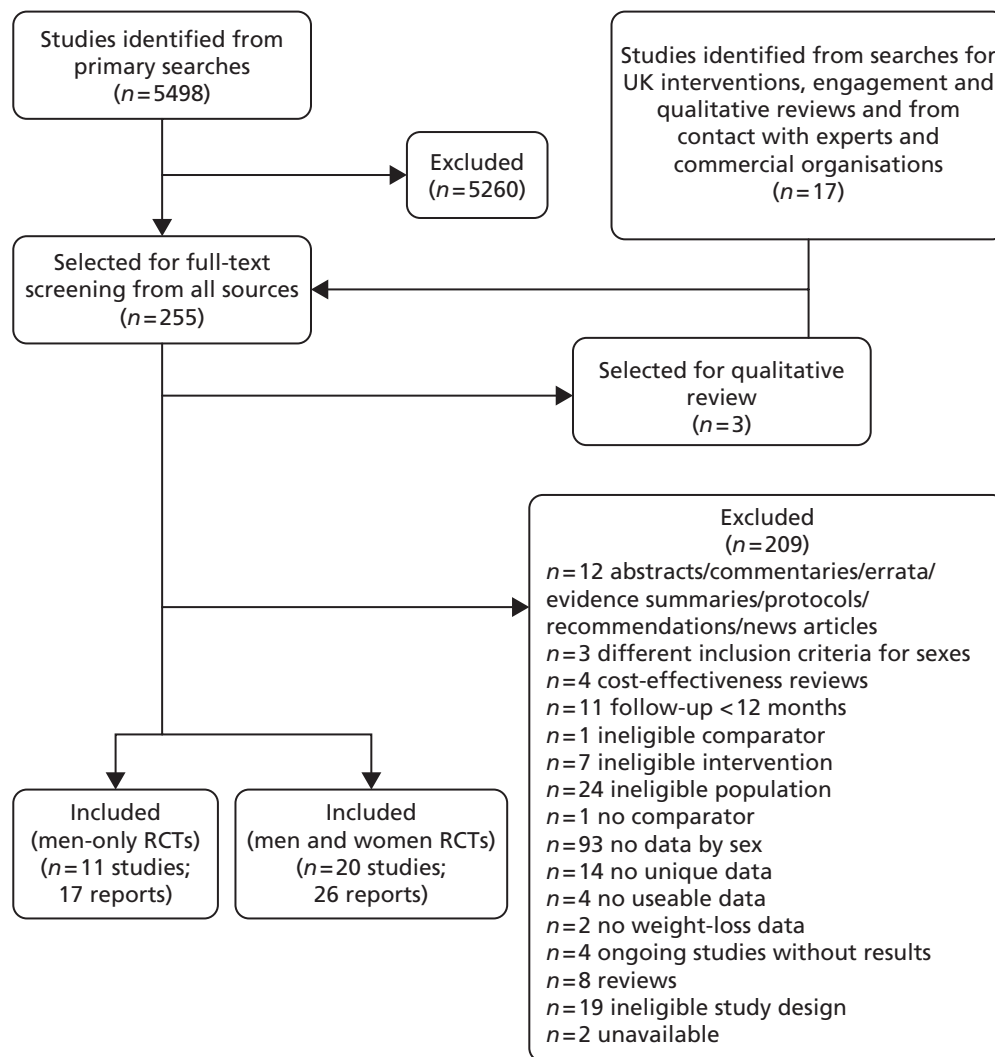 Studies identified from
primary searches
(n=5498)
Studies identified from searches for
UK interventions, engagement and
qualitative reviews and from
contact with experts and
commercial organisations
(n=17)
Excluded
(n=5260)
Selected for full-text
screening from all sources
(n=255)
Selected for qualitative
review
(n=3)
Excluded
(n=209)
n=12 abstracts/commentaries/errata/
evidence summaries/protocols/
recommendations/news articles
n=3 different inclusion criteria for sexes
n=4 cost-effectiveness reviews
n=11 follow-up <12 months
n=1 ineligible comparator
n=7 ineligible intervention
n=24 ineligible population
n=1 no comparator
n=93 no data by sex
n=14 no unique data
n=4 no useable data
n=2 no weight-loss data
n=4 ongoing studies without results
n=8 reviews
n=19 ineligible study design
n=2 unavailable
Included
(men-only RCTs)
(n=11 studies;
17 reports)
Included
(men and women RCTs)
(n=20 studies;
26 reports)